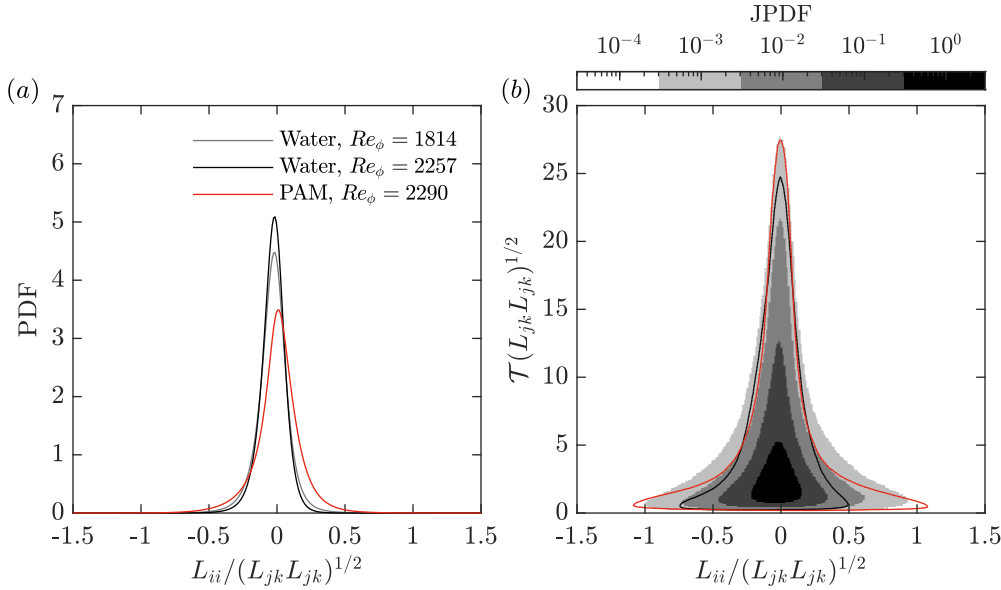 JPDF
10⁻⁴ 10⁻³ 10⁻² 10⁻¹ 10⁰
(a)
7
6
5
4
3
2
1
0
PDF
Water, Re_ϕ = 1814
Water, Re_ϕ = 2257
PAM, Re_ϕ = 2290
-1.5 -1 -0.5 0 0.5 1 1.5
L_{ii}/(L_{jk}L_{jk})^{1/2}
(b)
30
25
20
15
10
5
0
𝒯(L_{jk}L_{jk})^{1/2}
-1.5 -1 -0.5 0 0.5 1 1.5
L_{ii}/(L_{jk}L_{jk})^{1/2}